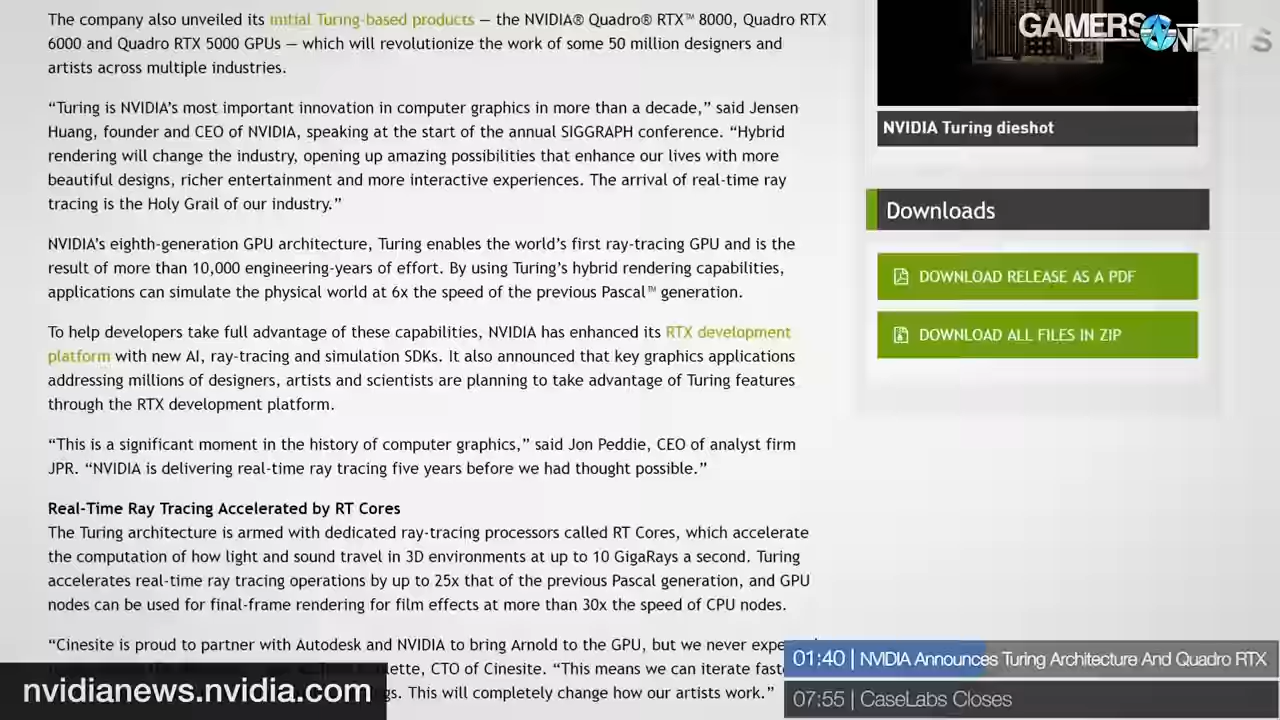 The company also unveiled its initial Turing-based products — the NVIDIA® Quadro® RTX™ 8000, Quadro RTX
6000 and Quadro RTX 5000 GPUs — which will revolutionize the work of some 50 million designers and
artists across multiple industries.
“Turing is NVIDIA’s most important innovation in computer graphics in more than a decade,” said Jensen
Huang, founder and CEO of NVIDIA, speaking at the start of the annual SIGGRAPH conference. “Hybrid
rendering will change the industry, opening up amazing possibilities that enhance our lives with more
beautiful designs, richer entertainment and more interactive experiences. The arrival of real-time ray
tracing is the Holy Grail of our industry.”
NVIDIA’s eighth-generation GPU architecture, Turing enables the world’s first ray-tracing GPU and is the
result of more than 10,000 engineering-years of effort. By using Turing’s hybrid rendering capabilities,
applications can simulate the physical world at 6x the speed of the previous Pascal™ generation.
To help developers take full advantage of these capabilities, NVIDIA has enhanced its RTX development
platform with new AI, ray-tracing and simulation SDKs. It also announced that key graphics applications
addressing millions of designers, artists and scientists are planning to take advantage of Turing features
through the RTX development platform.
“This is a significant moment in the history of computer graphics,” said Jon Peddie, CEO of analyst firm
JPR. “NVIDIA is delivering real-time ray tracing five years before we had thought possible.”
Real-Time Ray Tracing Accelerated by RT Cores
The Turing architecture is armed with dedicated ray-tracing processors called RT Cores, which accelerate
the computation of how light and sound travel in 3D environments at up to 10 GigaRays a second. Turing
accelerates real-time ray tracing operations by up to 25x that of the previous Pascal generation, and GPU
nodes can be used for final-frame rendering for film effects at more than 30x the speed of CPU nodes.
“Cinesite is proud to partner with Autodesk and NVIDIA to bring Arnold to the GPU, but we never
CTO of Cinesite. “This means we can iterate
This will completely change how our artists work.”
GAMERS NEXUS
NVIDIA Turing dieshot
Downloads
DOWNLOAD RELEASE AS A PDF
DOWNLOAD ALL FILES IN ZIP
nvidianews.nvidia.com
01:40 | NVIDIA Announces Turing Architecture And Quadro RTX
07:55 | CaseLabs Closes